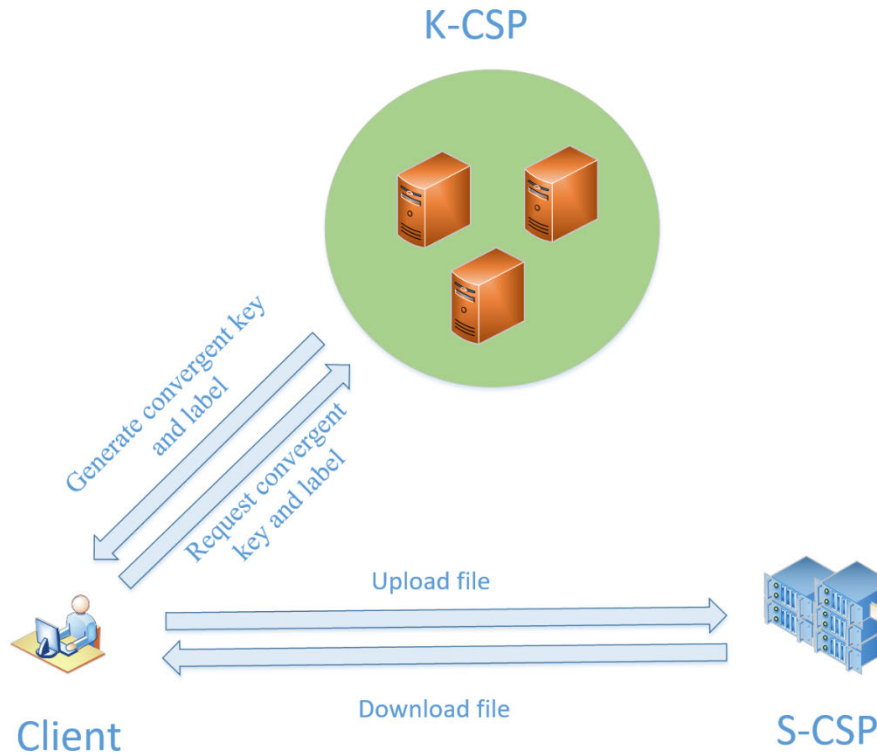 K-CSP
Generate convergent key
and label
Request convergent
key and label
Upload file
Download file
Client
S-CSP